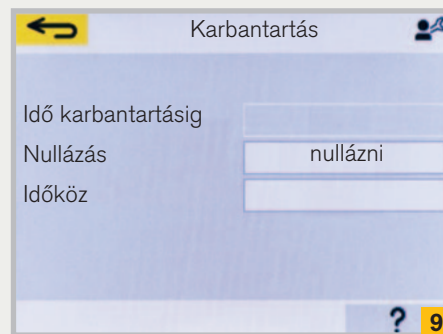 Karbantartás
Idő karbantartásig
Nullázás nullázni
Időköz
? 9